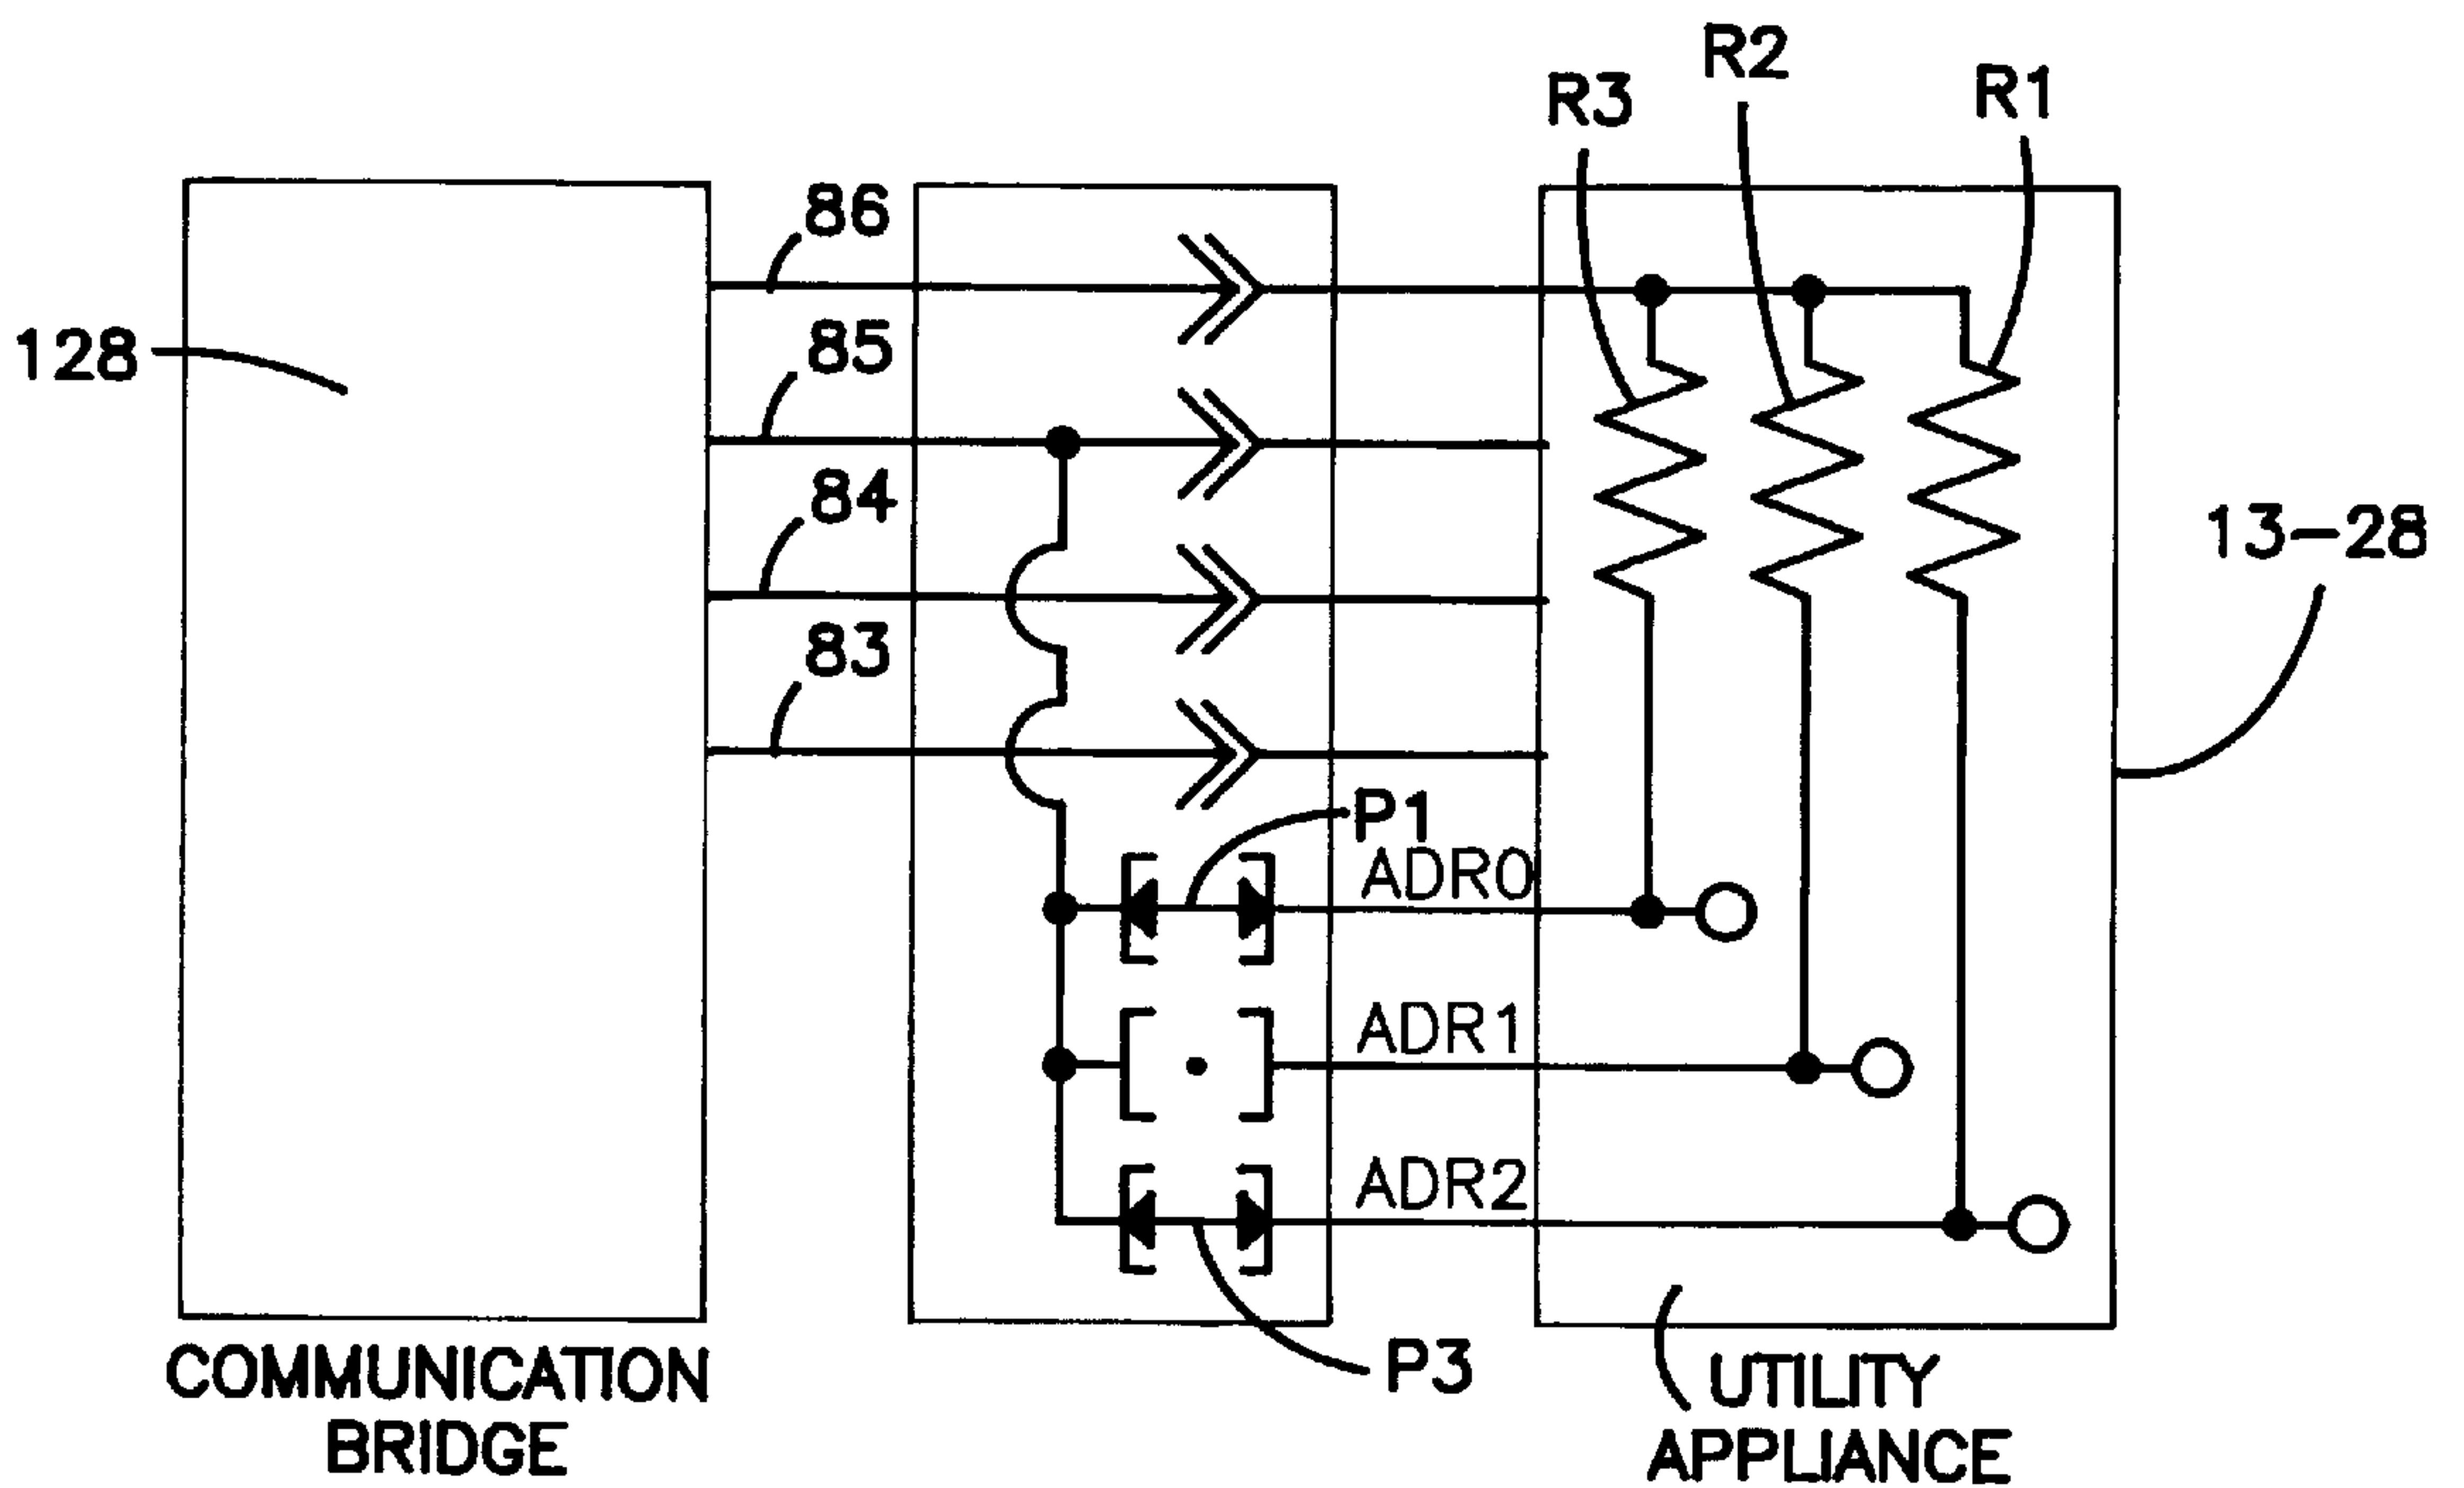 R2
R3
R1
86
128
85
84
13-28
83
P1
ADR0
ADR1
ADR2
P3
COMMUNICATION
BRIDGE
UTILITY
APPLIANCE